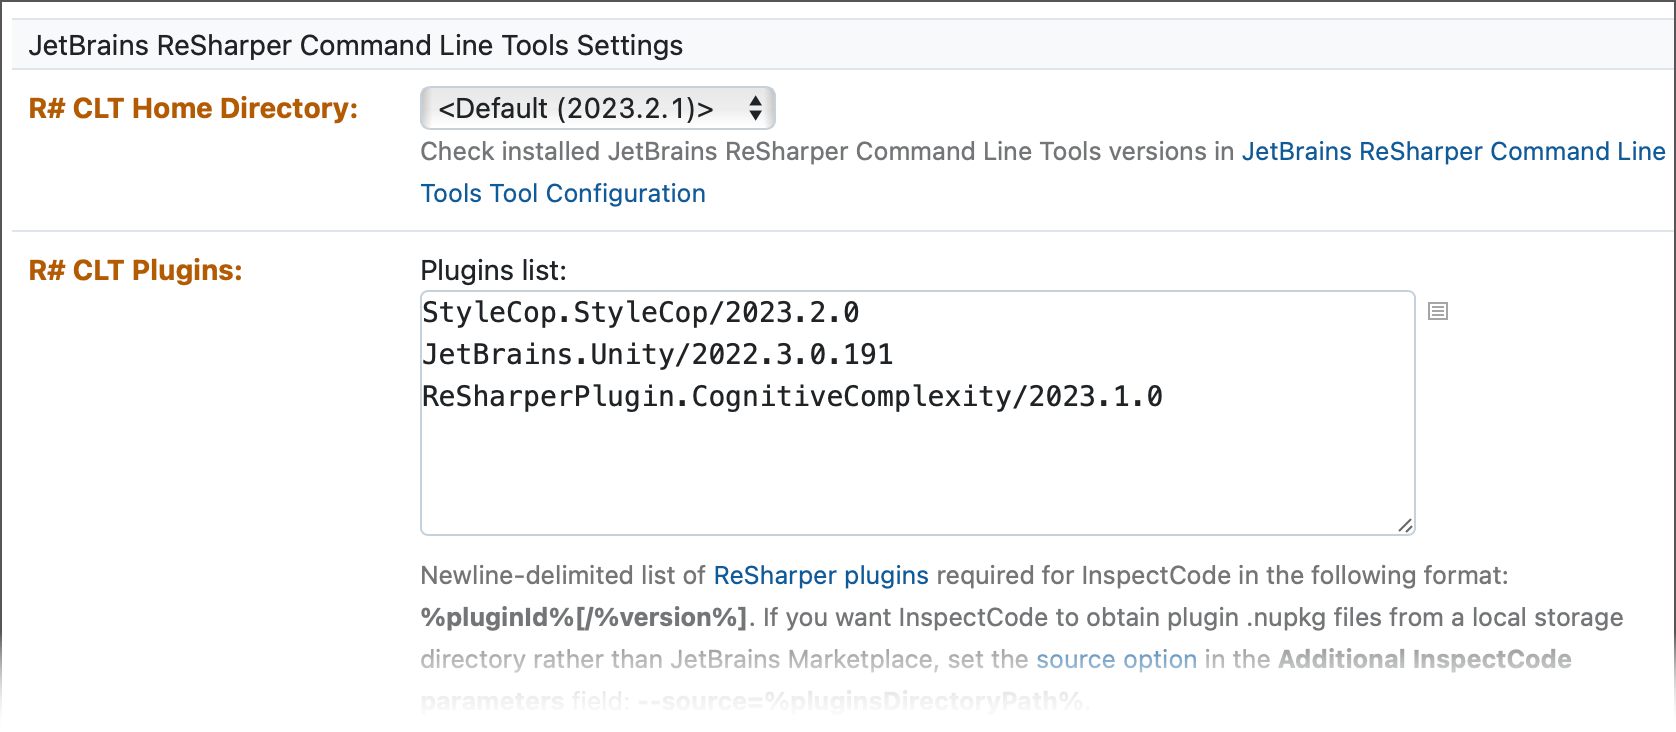 JetBrains ReSharper Command Line Tools Settings
R# CLT Home Directory:
<Default (2023.2.1)>
Check installed JetBrains ReSharper Command Line Tools versions in JetBrains ReSharper Command Line
Tools Tool Configuration
R# CLT Plugins:
Plugins list:
StyleCop.StyleCop/2023.2.0
JetBrains.Unity/2022.3.0.191
ReSharperPlugin.CognitiveComplexity/2023.1.0
Newline-delimited list of ReSharper plugins required for InspectCode in the following format:
%pluginId%[/%version%]. If you want InspectCode to obtain plugin .nupkg files from a local storage
directory rather than JetBrains Marketplace, set the source option in the Additional InspectCode
parameters field: --source=%pluginsDirectoryPath%.